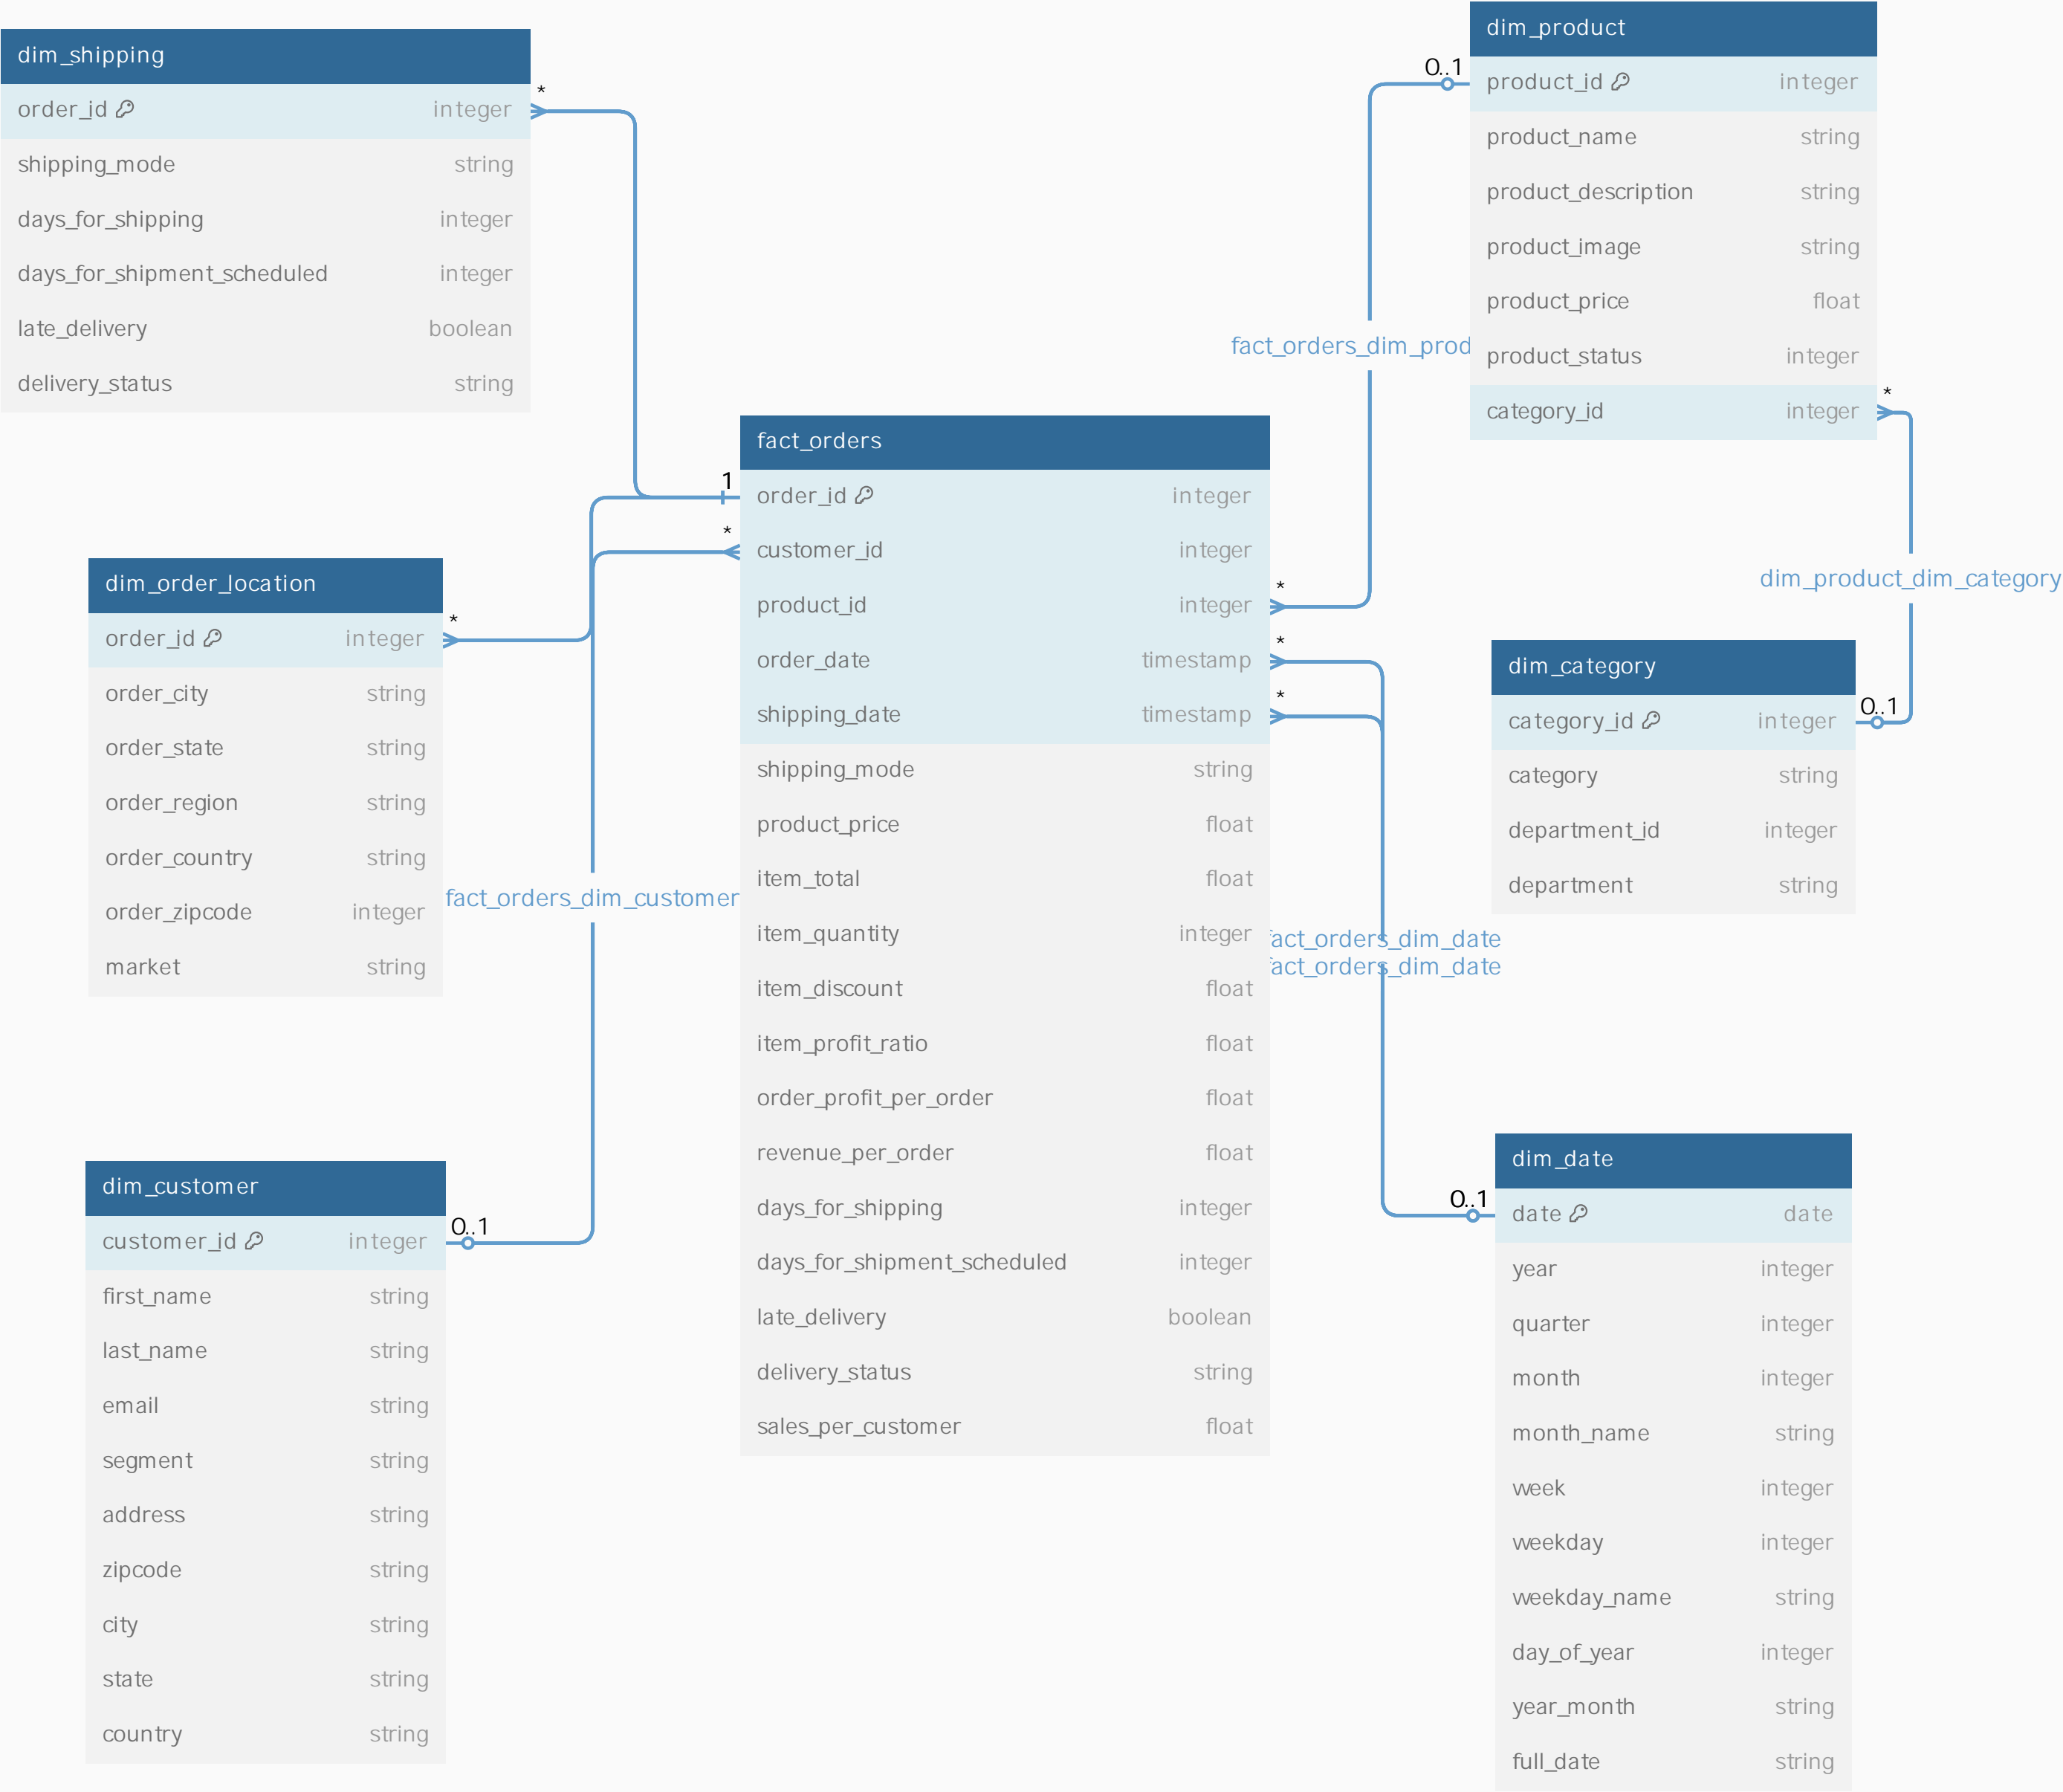 dim_shipping
order_id integer
shipping_mode string
days_for_shipping integer
days_for_shipment_scheduled integer
late_delivery boolean
delivery_status string
*
dim_product
product_id integer
product_name string
product_description string
product_image string
product_price float
product_status integer
category_id integer
0..1
*
fact_orders_dim_prod
fact_orders
order_id integer
customer_id integer
product_id integer
order_date timestamp
shipping_date timestamp
shipping_mode string
product_price float
item_total float
item_quantity integer
item_discount float
item_profit_ratio float
order_profit_per_order float
revenue_per_order float
days_for_shipping integer
days_for_shipment_scheduled integer
late_delivery boolean
delivery_status string
sales_per_customer float
1
*
*
*
*
dim_order_location
order_id integer
order_city string
order_state string
order_region string
order_country string
order_zipcode integer
market string
*
dim_product_dim_category
dim_category
category_id integer
category string
department_id integer
department string
0..1
fact_orders_dim_customer
fact_orders_dim_date
fact_orders_dim_date
dim_customer
customer_id integer
first_name string
last_name string
email string
segment string
address string
zipcode string
city string
state string
country string
0..1
dim_date
date date
year integer
quarter integer
month integer
month_name string
week integer
weekday integer
weekday_name string
day_of_year integer
year_month string
full_date string
0..1